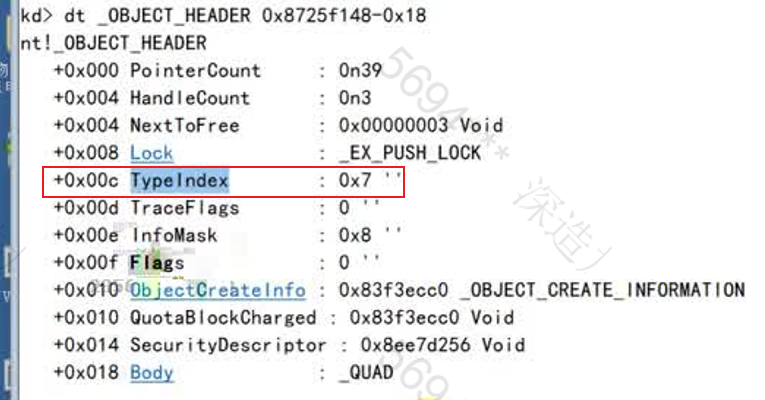 kd> dt _OBJECT_HEADER 0x8725f148-0x18
nt!_OBJECT_HEADER
+0x000 PointerCount : 0n39
+0x004 HandleCount : 0n3
+0x004 NextToFree : 0x00000003 Void
+0x008 Lock : _EX_PUSH_LOCK
+0x00c TypeIndex : 0x7 ''
+0x00d TraceFlags : 0 ''
+0x00e InfoMask : 0x8 ''
+0x00f Flags : 0 ''
+0x010 ObjectCreateInfo : 0x83f3ecc0 _OBJECT_CREATE_INFORMATION
+0x010 QuotaBlockCharged : 0x83f3ecc0 Void
+0x014 SecurityDescriptor : 0x8ee7d256 Void
+0x018 Body : _QUAD
5694 ** 深造）
569